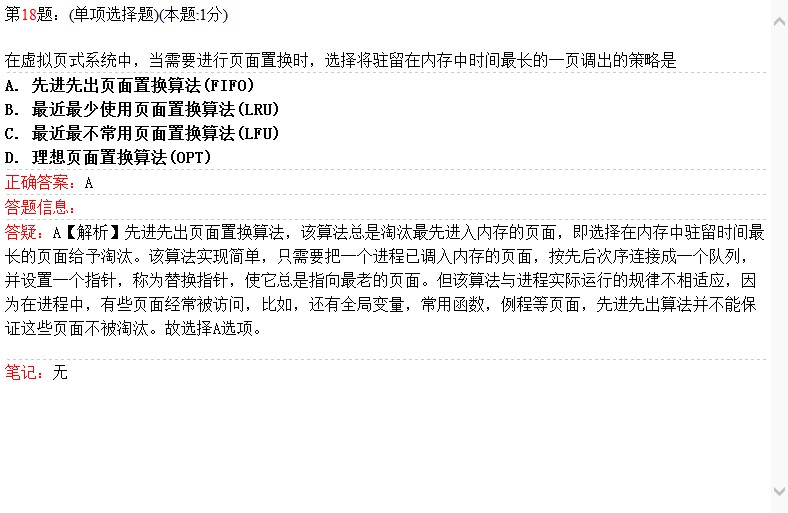 第18题：(单项选择题)(本题:1分)
在虚拟页式系统中，当需要进行页面置换时，选择将驻留在内存中时间最长的一页调出的策略是
A. 先进先出页面置换算法(FIFO)
B. 最近最少使用页面置换算法(LRU)
C. 最近最不常用页面置换算法(LFU)
D. 理想页面置换算法(OPT)
正确答案：A
答题信息：
答疑：A【解析】先进先出页面置换算法，该算法总是淘汰最先进入内存的页面，即选择在内存中驻留时间最
长的页面给予淘汰。该算法实现简单，只需要把一个进程已调入内存的页面，按先后次序连接成一个队列，
并设置一个指针，称为替换指针，使它总是指向最老的页面。但该算法与进程实际运行的规律不相适应，因
为在进程中，有些页面经常被访问，比如，还有全局变量，常用函数，例程等页面，先进先出算法并不能保
证这些页面不被淘汰。故选择A选项。
笔记：无